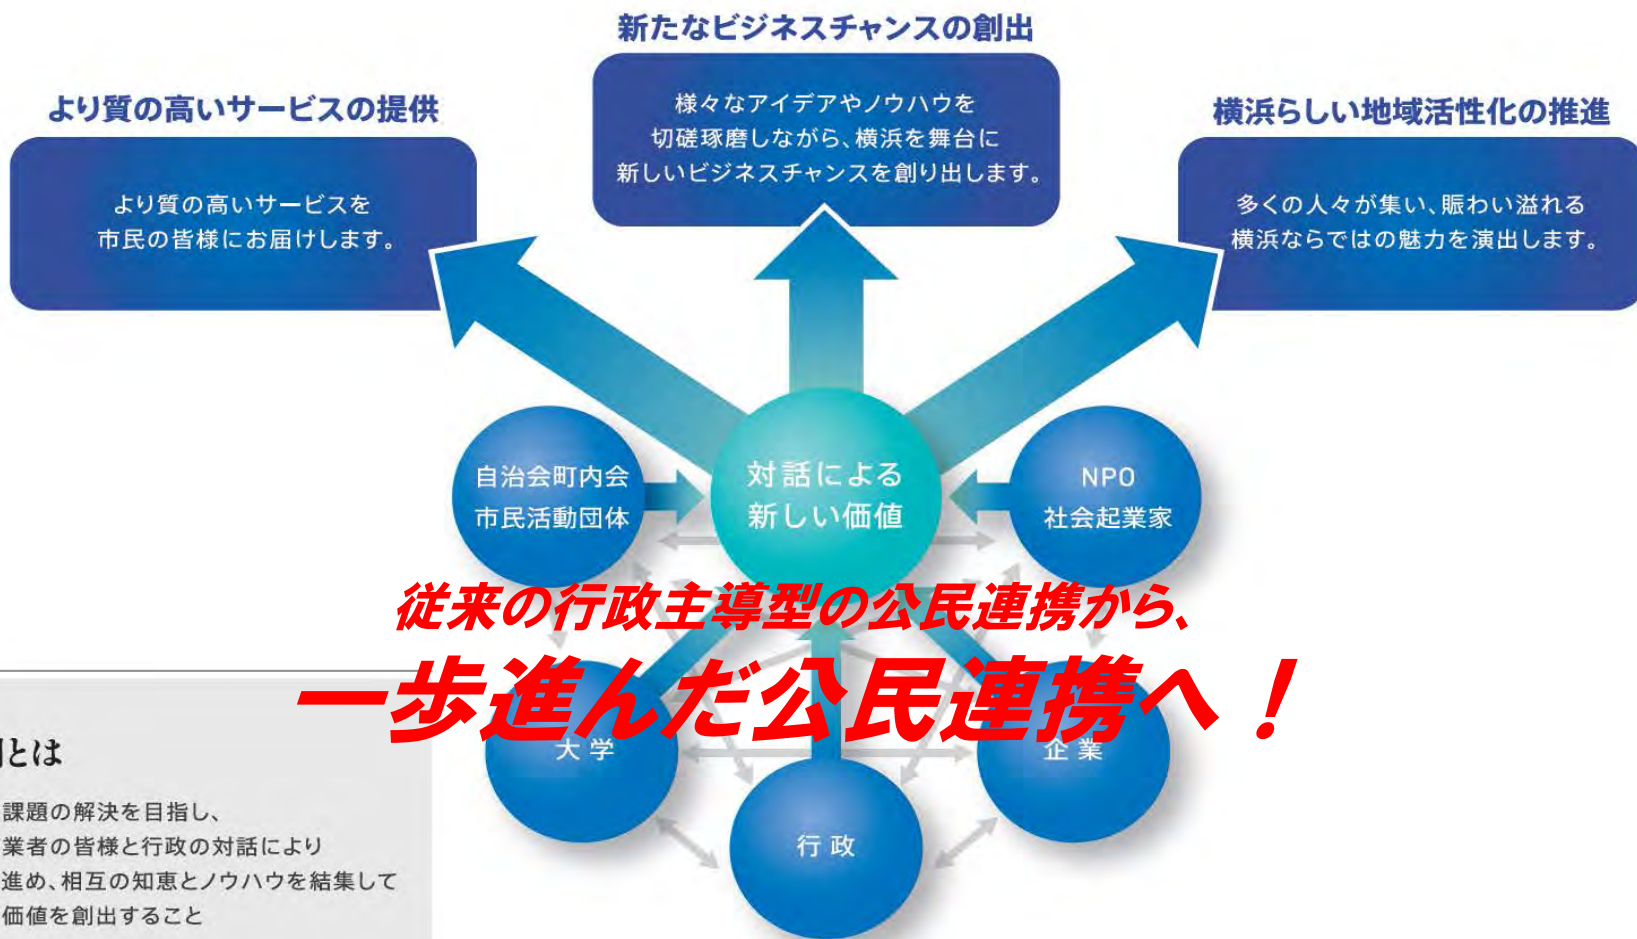 新たなビジネスチャンスの創出
様々なアイデアやノウハウを
切磋琢磨しながら、横浜を舞台に
新しいビジネスチャンスを創り出します。
より質の高いサービスの提供
より質の高いサービスを
市民の皆様にお届けします。
横浜らしい地域活性化の推進
多くの人々が集い、賑わい溢れる
横浜ならではの魅力を演出します。
自治会町内会
市民活動団体
対話による
新しい価値
NPO
社会起業家
従来の行政主導型の公民連携から、
一歩進んだ公民連携へ！
大学
企業
行政
とは
課題の解決を目指し、
業者の皆様と行政の対話により
進め、相互の知恵とノウハウを結集して
価値を創出すること